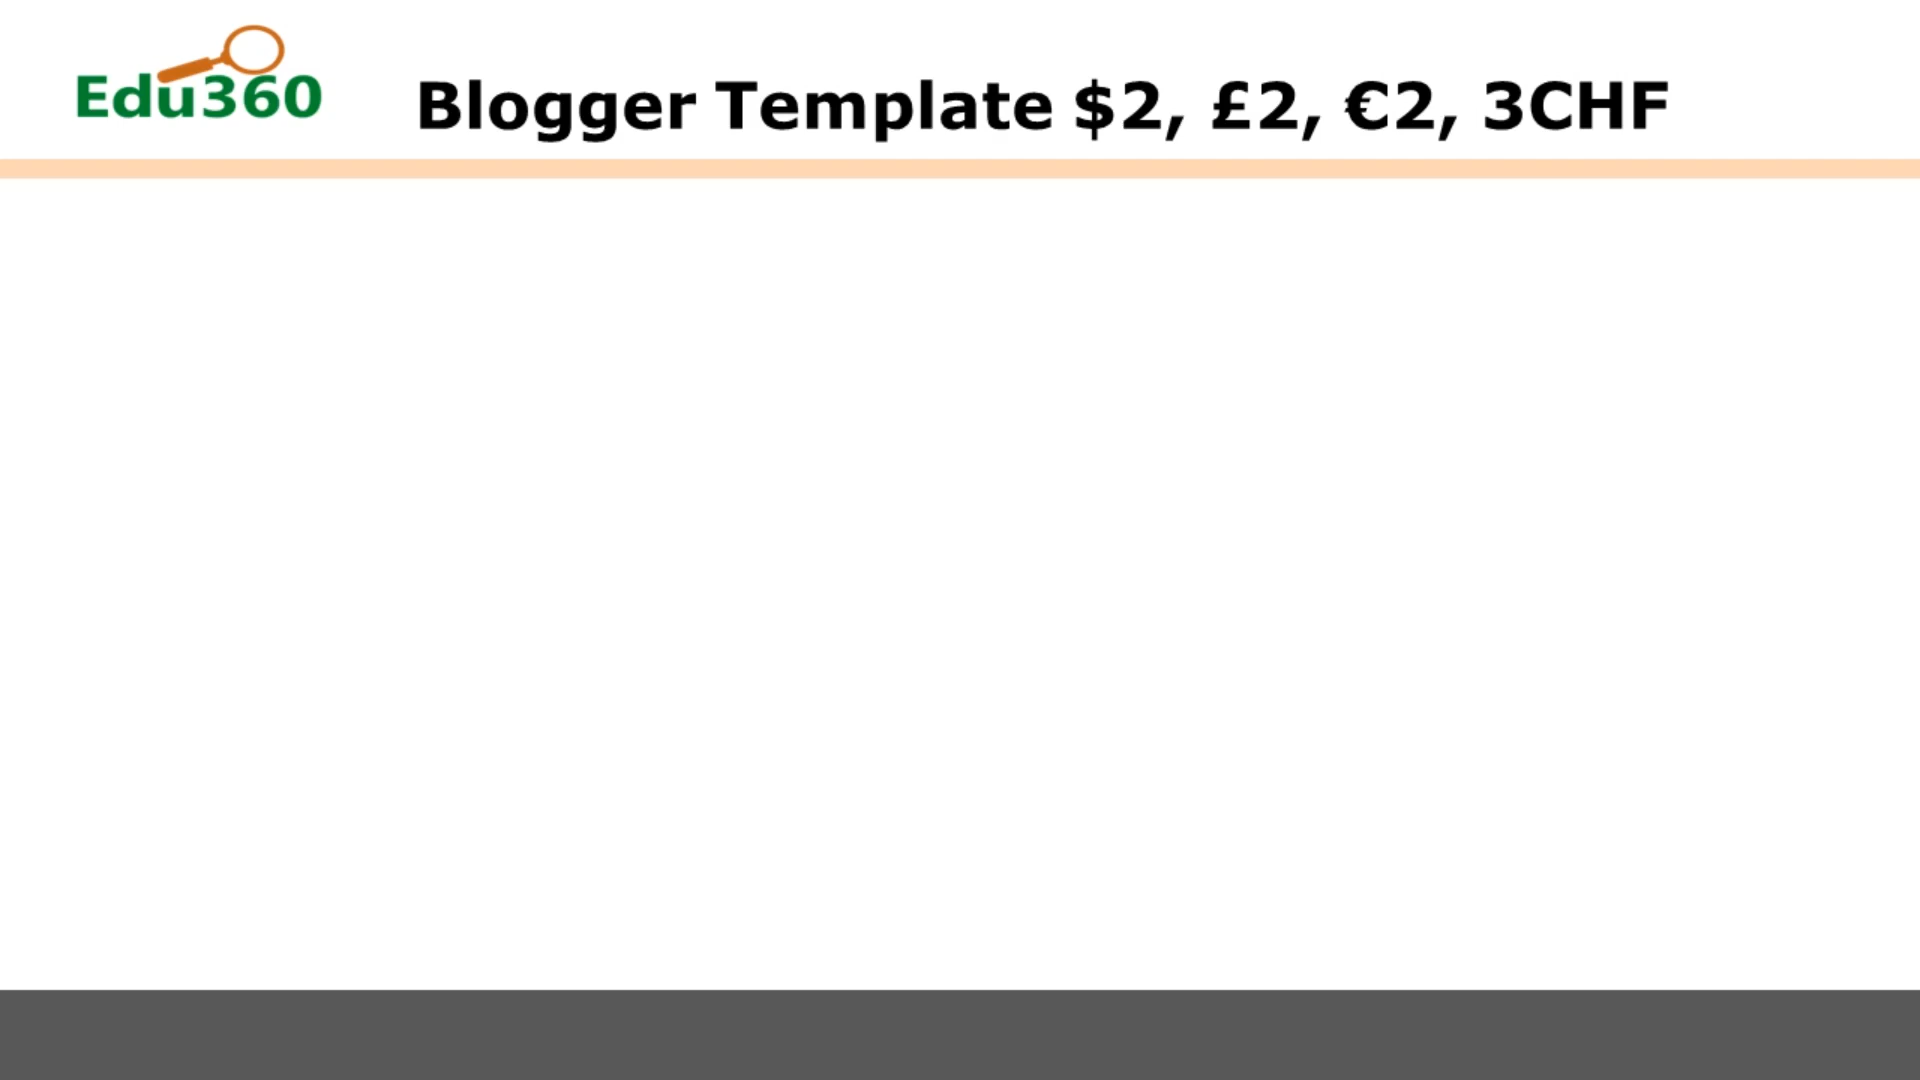 Edu360
Blogger Template $2, £2, €2, 3CHF